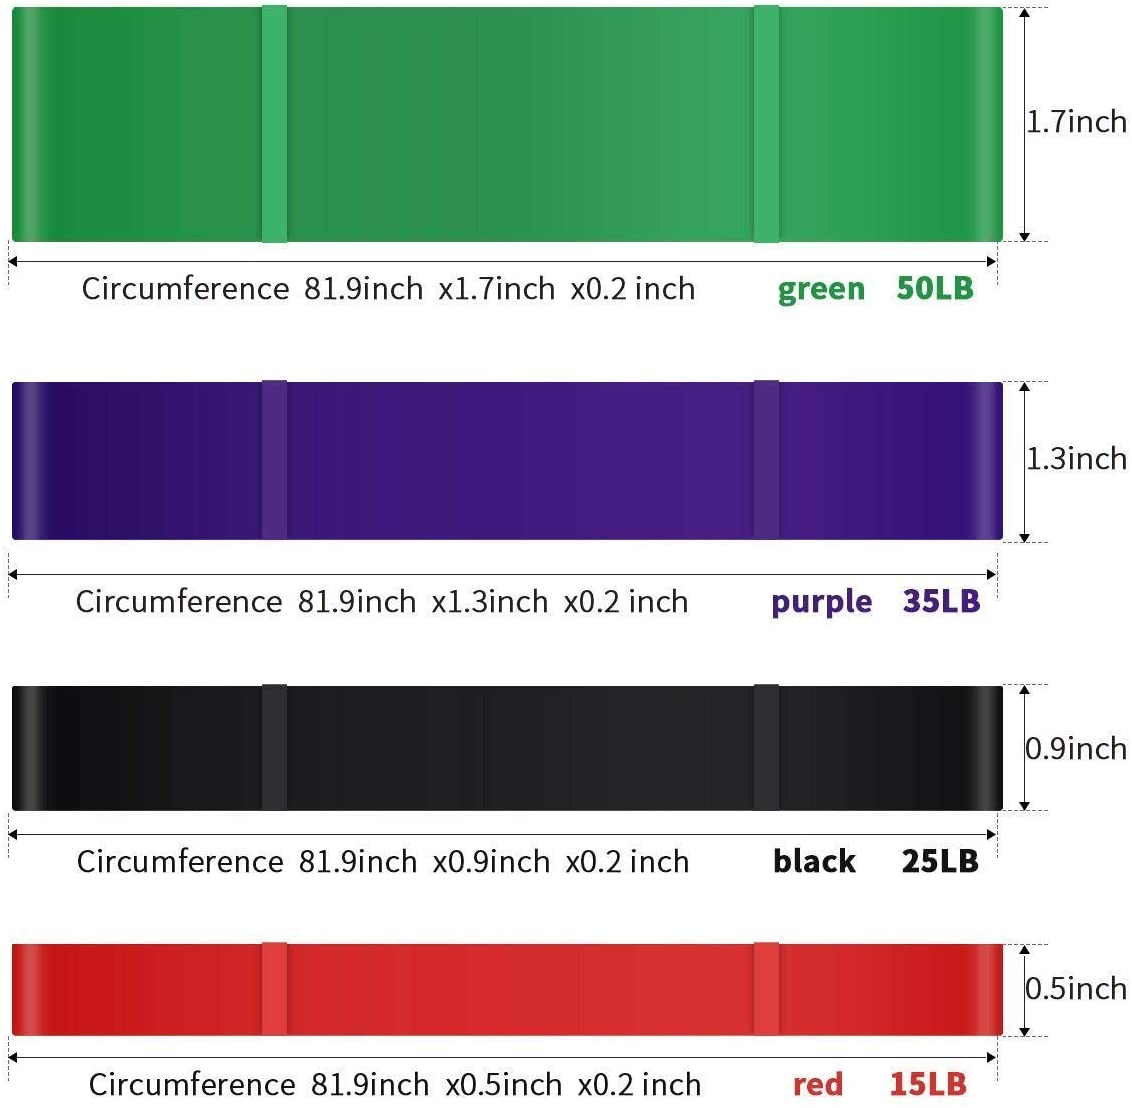 1.7inch
Circumference 81.9inch x1.7inch x0.2 inch green 50LB
1.3inch
Circumference 81.9inch x1.3inch x0.2 inch purple 35LB
0.9inch
Circumference 81.9inch x0.9inch x0.2 inch black 25LB
0.5inch
Circumference 81.9inch x0.5inch x0.2 inch red 15LB